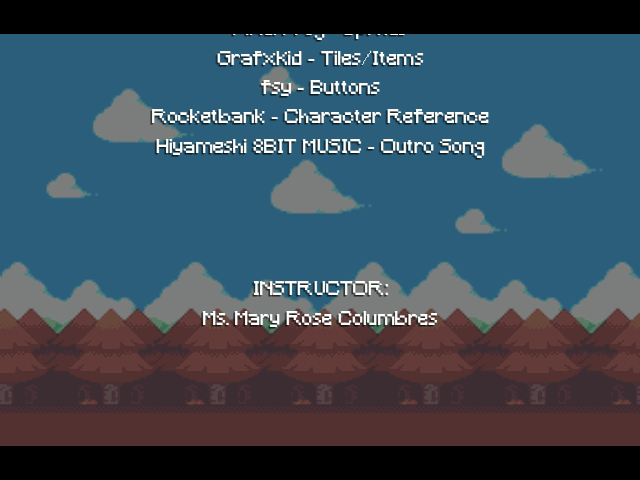 GrafxKid - Tiles/Items
fsy - Buttons
Rocketbank - Character Reference
Hiyameshi 8BIT MUSIC - Outro Song
INSTRUCTOR:
Ms. Mary Rose Columbres